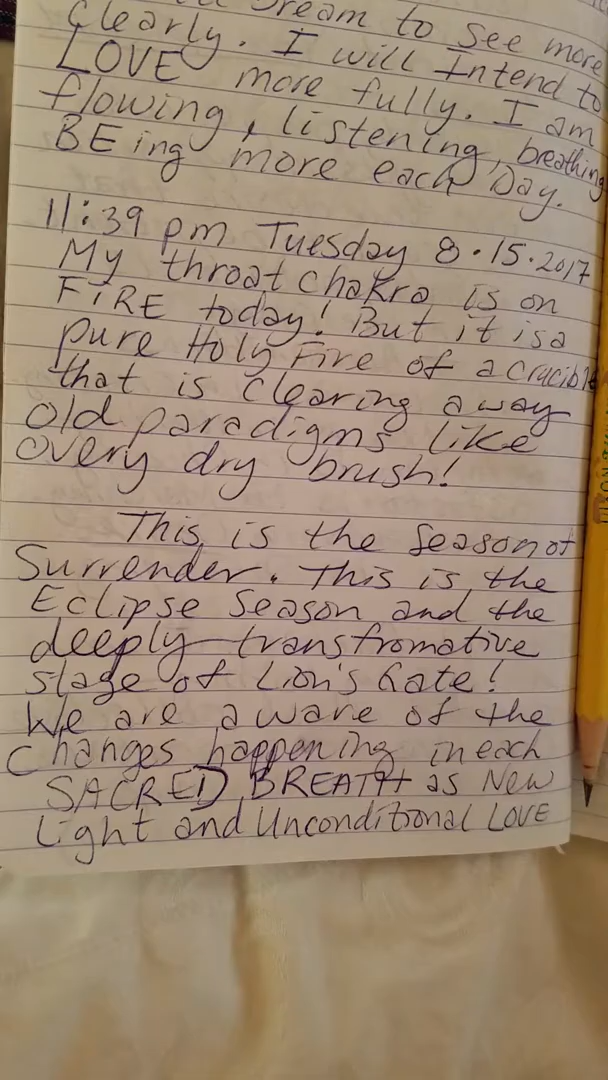 Dream to see more
Clearly. I will Intend to
LOVE more fully. I am
flowing, listening, breathing
BEing more each Day.
11:39 pm Tuesday 8.15.2017
My throat Chakra is on
FiRE today! But it is a
pure Holy Fire of a crucible
that is clearing away
old paradigms like
overy dry brush!
This is the Season of
Surrender. This is the
Eclipse Season and the
deeply transfromative
stage of Lion's Gate!
We are aware of the
Changes happening in each
SACRED BREATH as New
Light and Unconditional LOVE